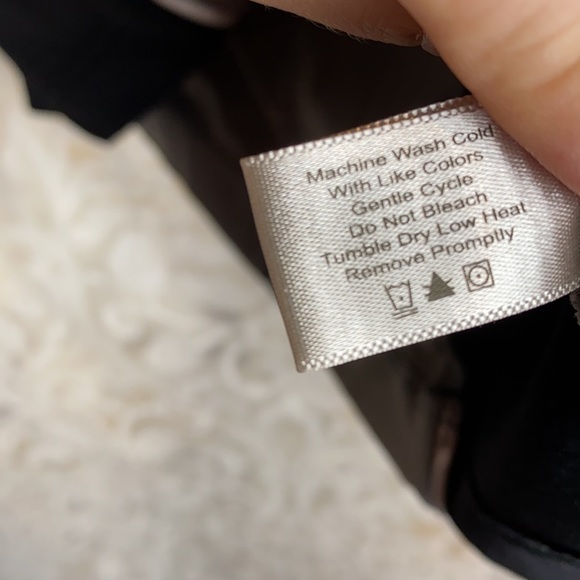 Machine Wash Cold
With Like Colors
Gentle Cycle
Do Not Bleach
Tumble Dry Low Heat
Remove Promptly